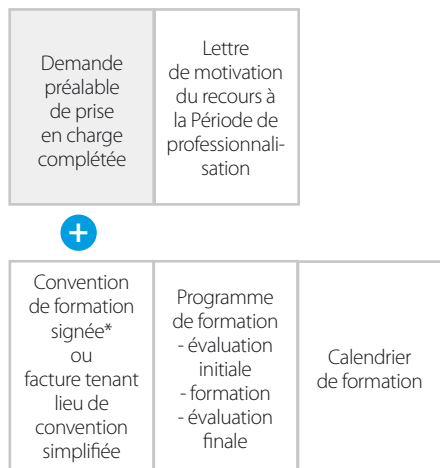 Demande
préalable
de prise
en charge
complétée
Lettre
de motivation
du recours à
la Période de
professionnali-
sation
+
Convention
de formation
signée*
ou
facture tenant
lieu de
convention
simplifiée
Programme
de formation
- évaluation
initiale
- formation
- évaluation
finale
Calendrier
de formation